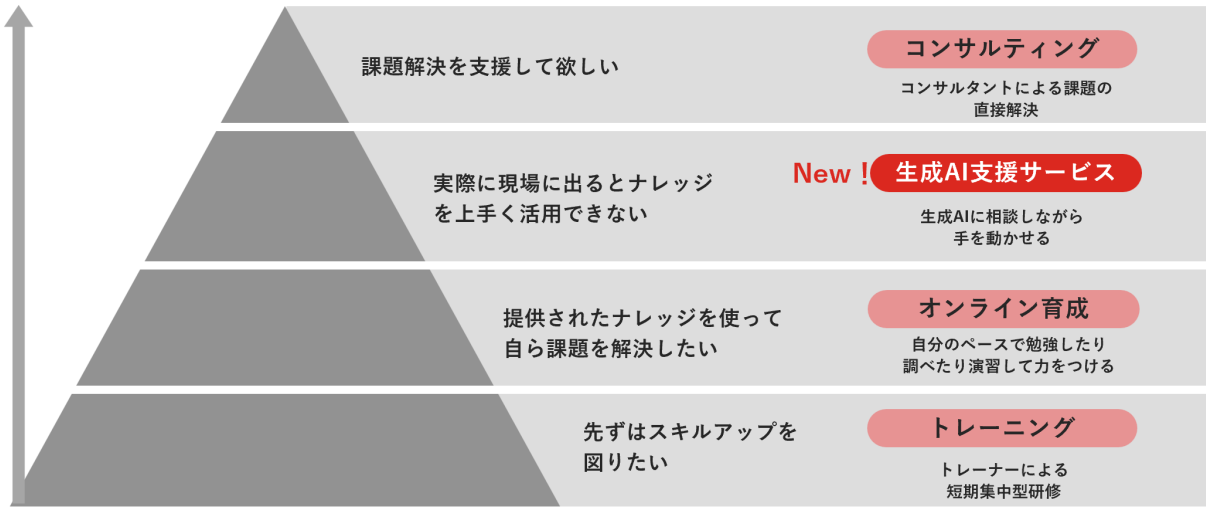 課題解決を支援して欲しい
コンサルティング
コンサルタントによる課題の
直接解決
実際に現場に出るとナレッジ
を上手く活用できない
New！
生成AI支援サービス
生成AIに相談しながら
手を動かせる
提供されたナレッジを使って
自ら課題を解決したい
オンライン育成
自分のペースで勉強したり
調べたり演習して力をつける
先ずはスキルアップを
図りたい
トレーニング
トレーナーによる
短期集中型研修